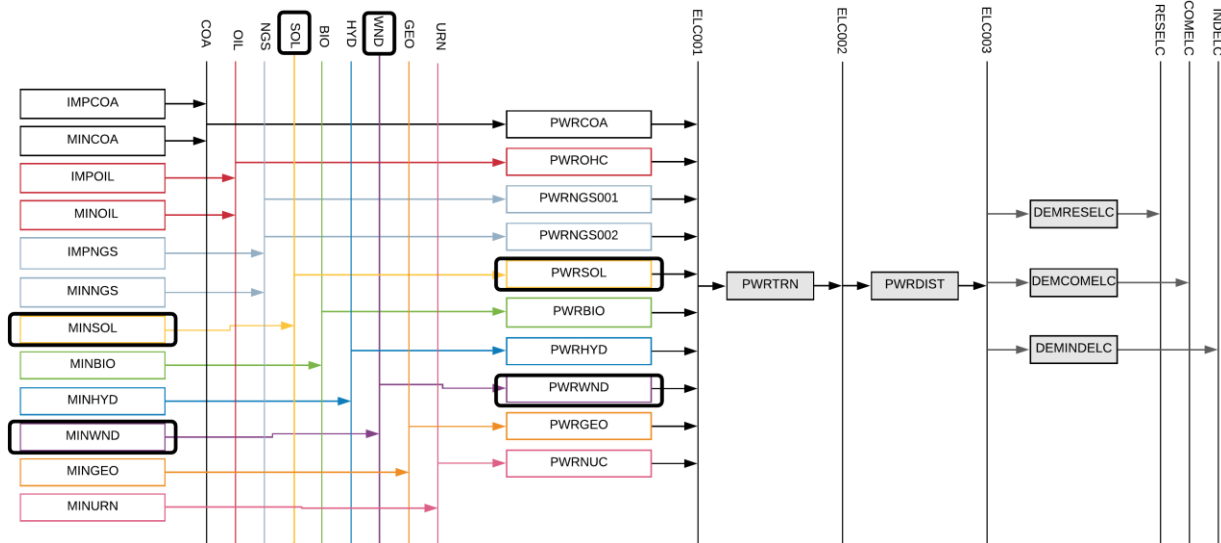 COA
OIL
NGS
SOL
BIO
HYD
WND
GEO
URN
ELC001
ELC002
ELC003
RESELC
COMELC
INDELC
IMPCOA
MINCOA
IMPOIL
MINOIL
IMPNGS
MINNGS
MINSOL
MINBIO
MINHYD
MINWND
MINGEO
MINURN
PWRCOA
PWROHC
PWRNGS001
PWRNGS002
PWRSOL
PWRBIO
PWRHYD
PWRWND
PWRGEO
PWRNUC
PWRTRN
PWRDIST
DEMRESELC
DEMCOMELC
DEMINDELC